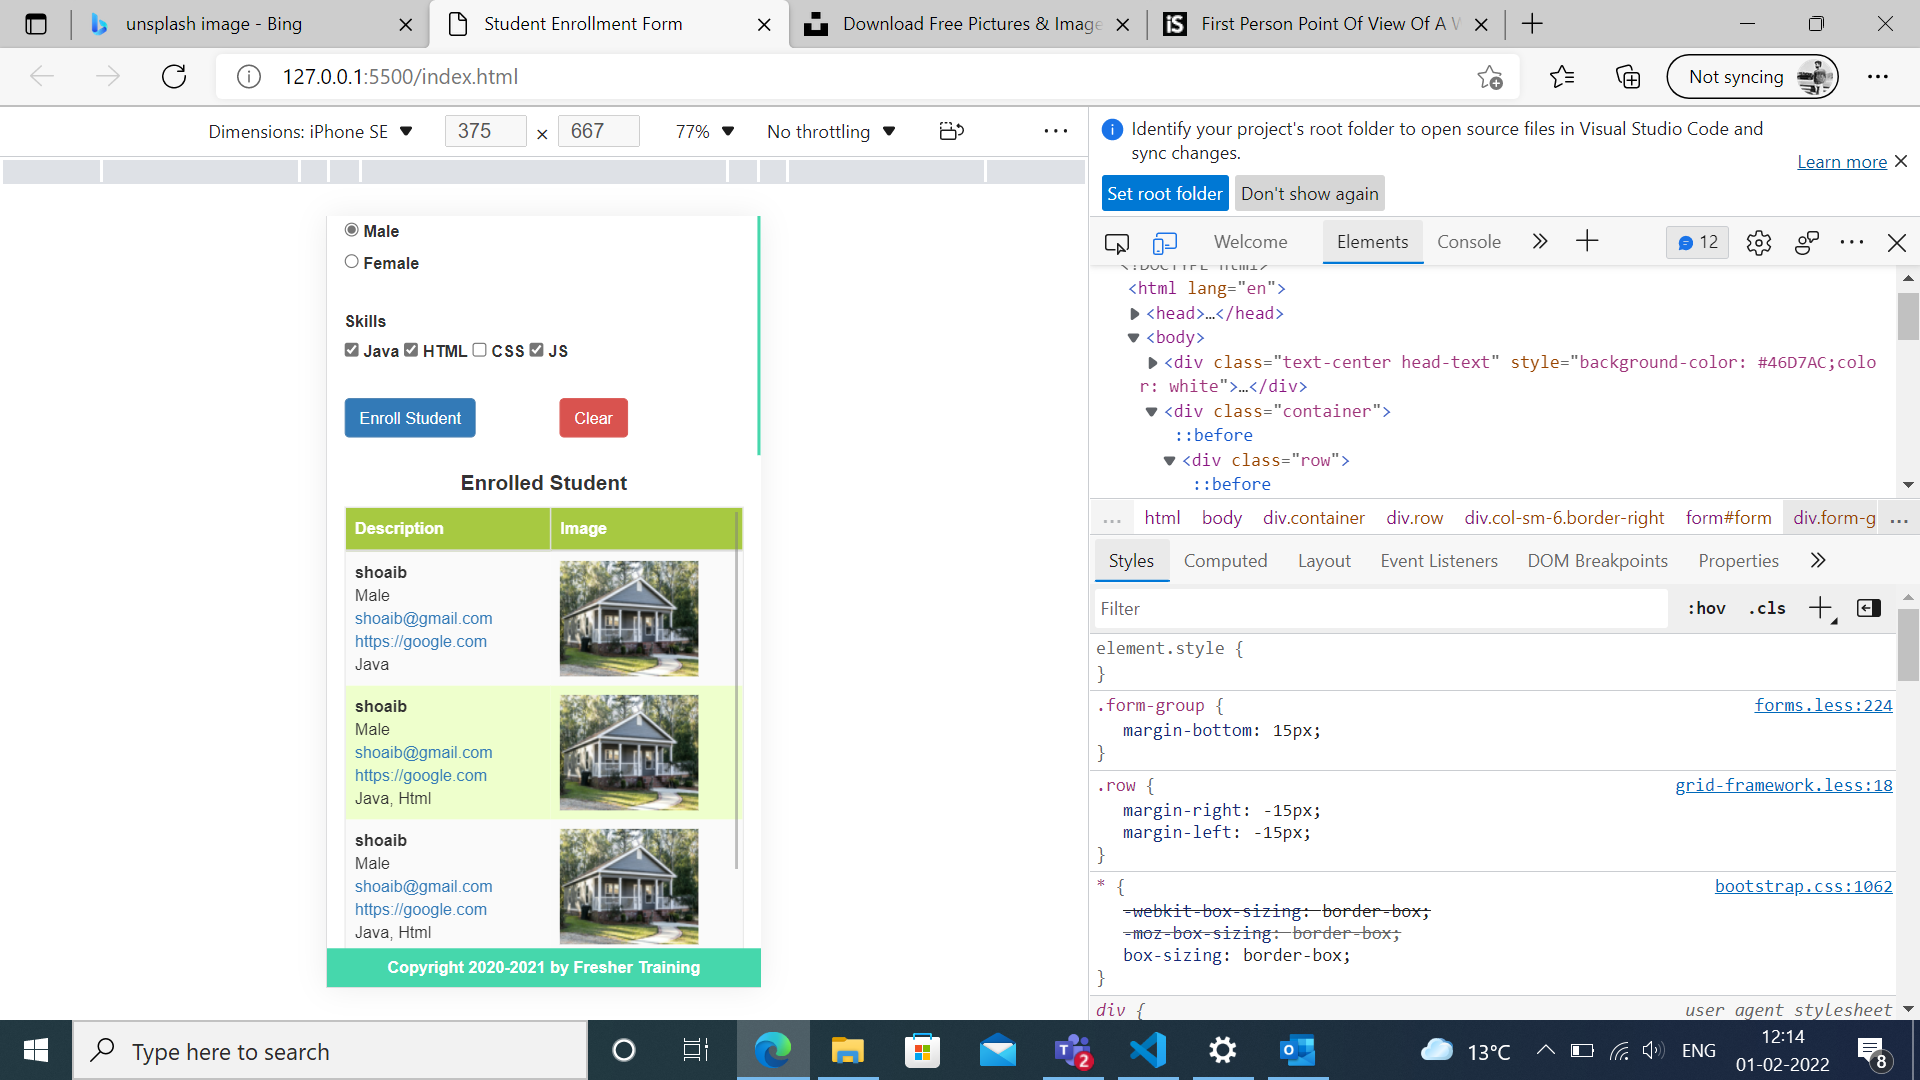 unsplash image - Bing
Student Enrollment Form
Download Free Pictures & Image
First Person Point Of View Of A
127.0.0.1:5500/index.html
Not syncing
Dimensions: iPhone SE
375 × 667
77%
No throttling
Identify your project's root folder to open source files in Visual Studio Code and
sync changes.
Learn more
Set root folder
Don't show again
Welcome
Elements
Console
12
Male
Female
Skills
Java HTML CSS JS
Enroll Student
Clear
Enrolled Student
Description
Image
shoaib
Male
shoaib@gmail.com
https://google.com
Java
shoaib
Male
shoaib@gmail.com
https://google.com
Java, Html
shoaib
Male
shoaib@gmail.com
https://google.com
Java, Html
Copyright 2020-2021 by Fresher Training
<!DOCTYPE html>
<html lang="en">
<head>…</head>
<body>
<div class="text-center head-text" style="background-color: #46D7AC;colo
r: white">…</div>
<div class="container">
::before
<div class="row">
::before
... html body div.container div.row div.col-sm-6.border-right form#form div.form-g ...
Styles
Computed
Layout
Event Listeners
DOM Breakpoints
Properties
Filter
:hov .cls
element.style {
}
.form-group {
forms.less:224
margin-bottom: 15px;
}
.row {
grid-framework.less:18
margin-right: -15px;
margin-left: -15px;
}
* {
bootstrap.css:1062
-webkit-box-sizing: border-box;
-moz-box-sizing: border-box;
box-sizing: border-box;
}
div {
user agent stylesheet
Type here to search
2
13°C
ENG
12:14
01-02-2022
8